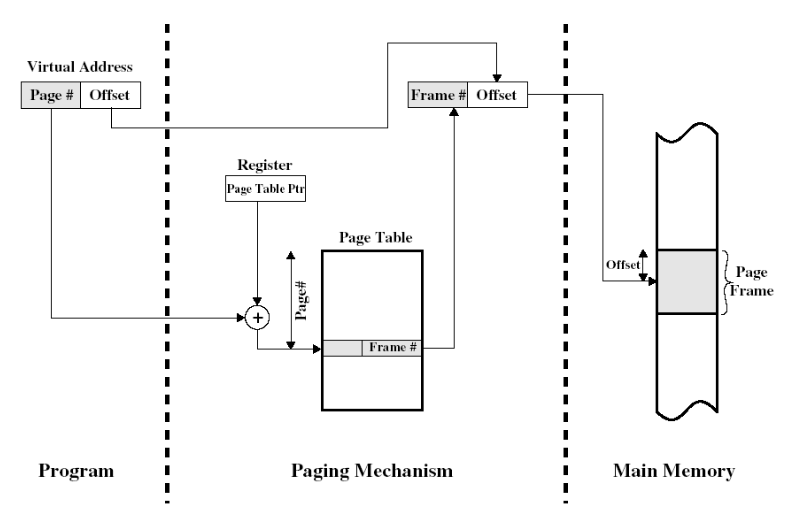 Virtual Address
Page # Offset
Frame # Offset
Register
Page Table Ptr
Page Table
Page#
+
Frame #
Offset
Page
Frame
Program
Paging Mechanism
Main Memory